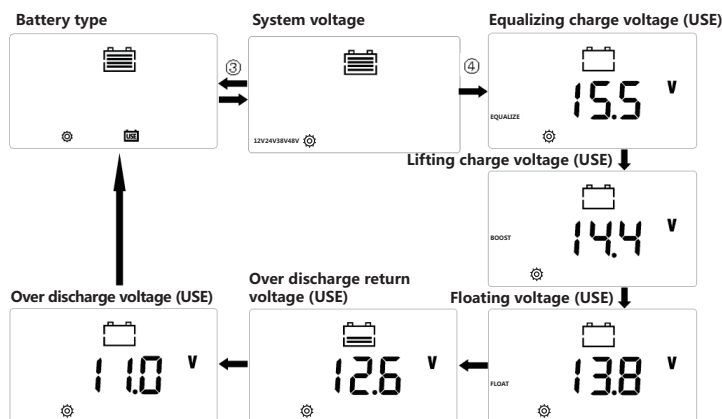 Battery type
System voltage
Equalizing charge voltage (USE)
③
④
USE
12V24V38V48V
EQUALIZE
15.5 V
Lifting charge voltage (USE)
BOOST
14.4 V
Over discharge voltage (USE)
Over discharge return
voltage (USE)
Floating voltage (USE)
11.0 V
12.6 V
FLOAT
13.8 V